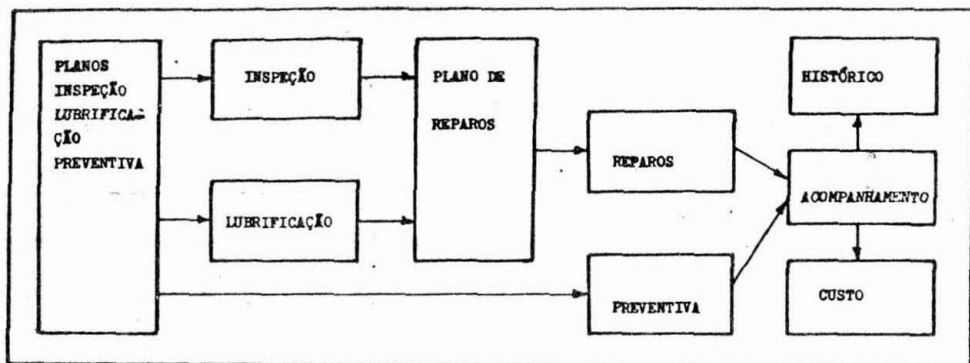 PLANOS
INSPEÇÃO
LUBRIFICA-
ÇÃO
PREVENTIVA
INSPEÇÃO
LUBRIFICAÇÃO
PLANO DE
REPAROS
REPAROS
PREVENTIVA
HISTÓRICO
ACOMPANHAMENTO
CUSTO